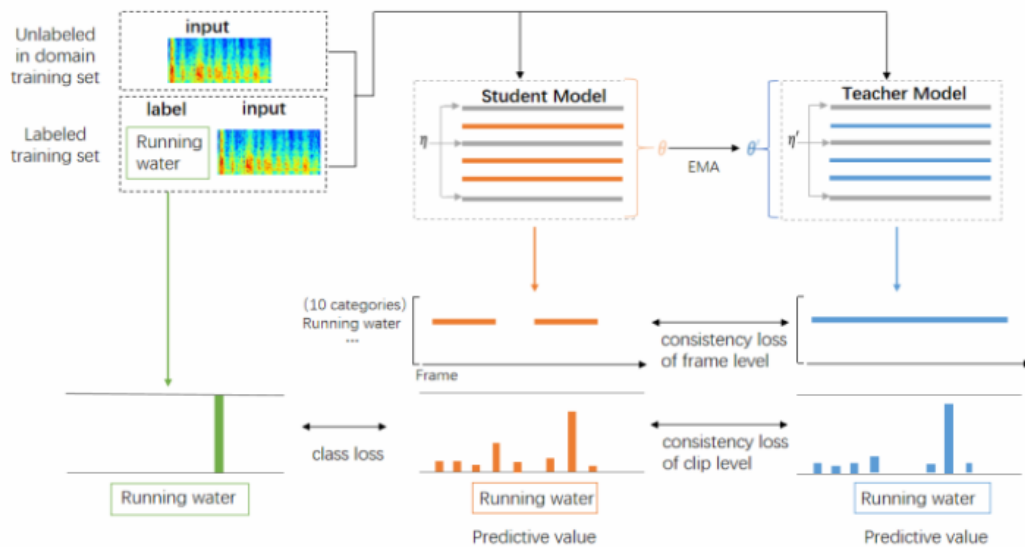 Unlabeled
in domain
training set
input
label
input
Labeled
training set
Running
water
Student Model
η
θ
EMA
θ'
Teacher Model
η'
(10 categories)
Running water
...
Frame
consistency loss
of frame level
class loss
consistency loss
of clip level
Running water
Running water
Running water
Predictive value
Predictive value